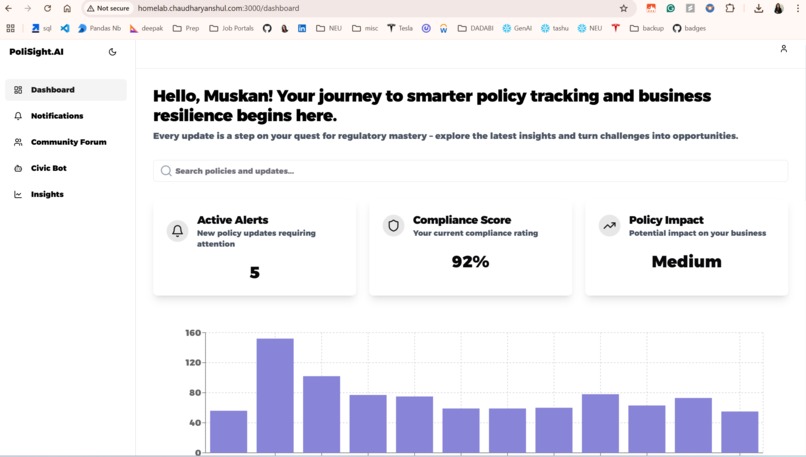 Not secure
homelab.chaudharyanshul.com:3000/dashboard
sql
Pandas Nb
deepak
Prep
Job Portals
NEU
misc
Tesla
DADABI
GenAI
tashu
NEU
backup
badges
PoliSight.AI
Dashboard
Notifications
Community Forum
Civic Bot
Insights
Hello, Muskan! Your journey to smarter policy tracking and business
resilience begins here.
Every update is a step on your quest for regulatory mastery – explore the latest insights and turn challenges into opportunities.
Search policies and updates...
Active Alerts
New policy updates requiring
attention
5
Compliance Score
Your current compliance rating
92%
Policy Impact
Potential impact on your business
Medium
160
120
80
40
0